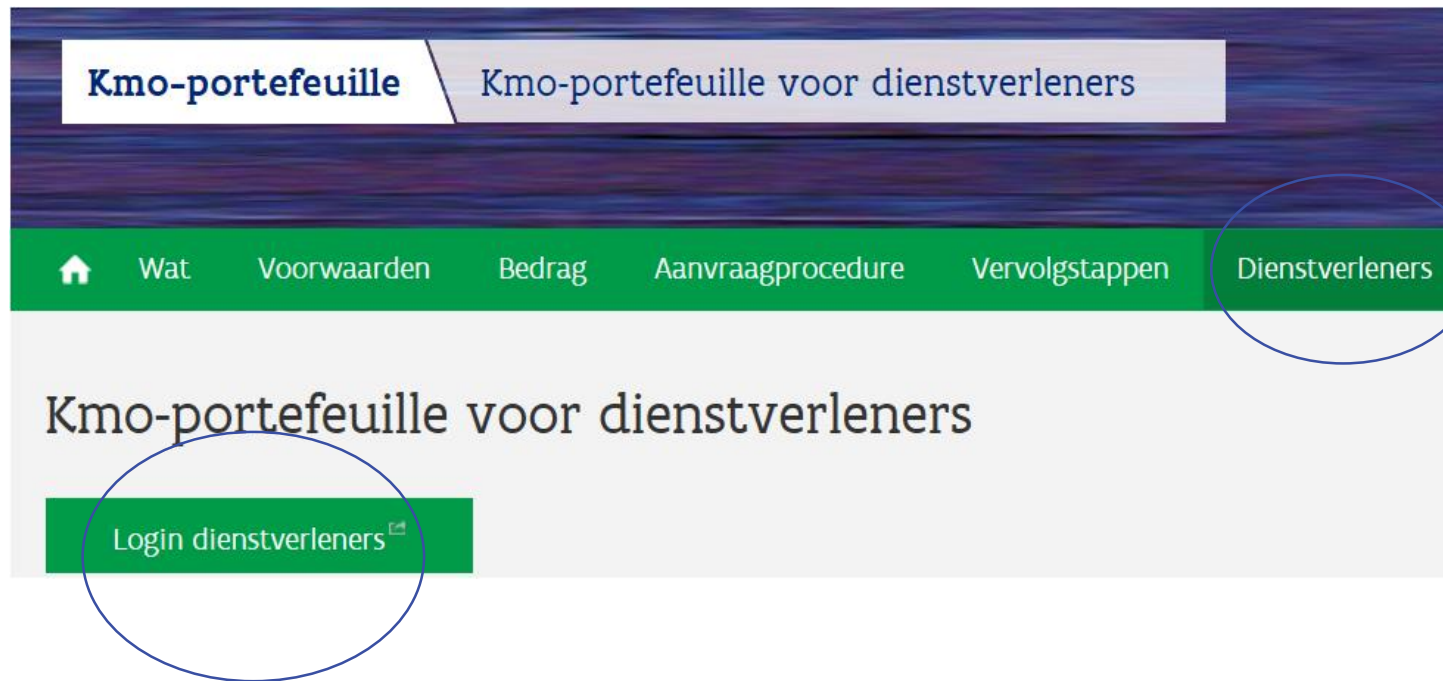 Kmo-portefeuille Kmo-portefeuille voor dienstverleners
Wat Voorwaarden Bedrag Aanvraagprocedure Vervolgstappen Dienstverleners
Kmo-portefeuille voor dienstverleners
Login dienstverleners